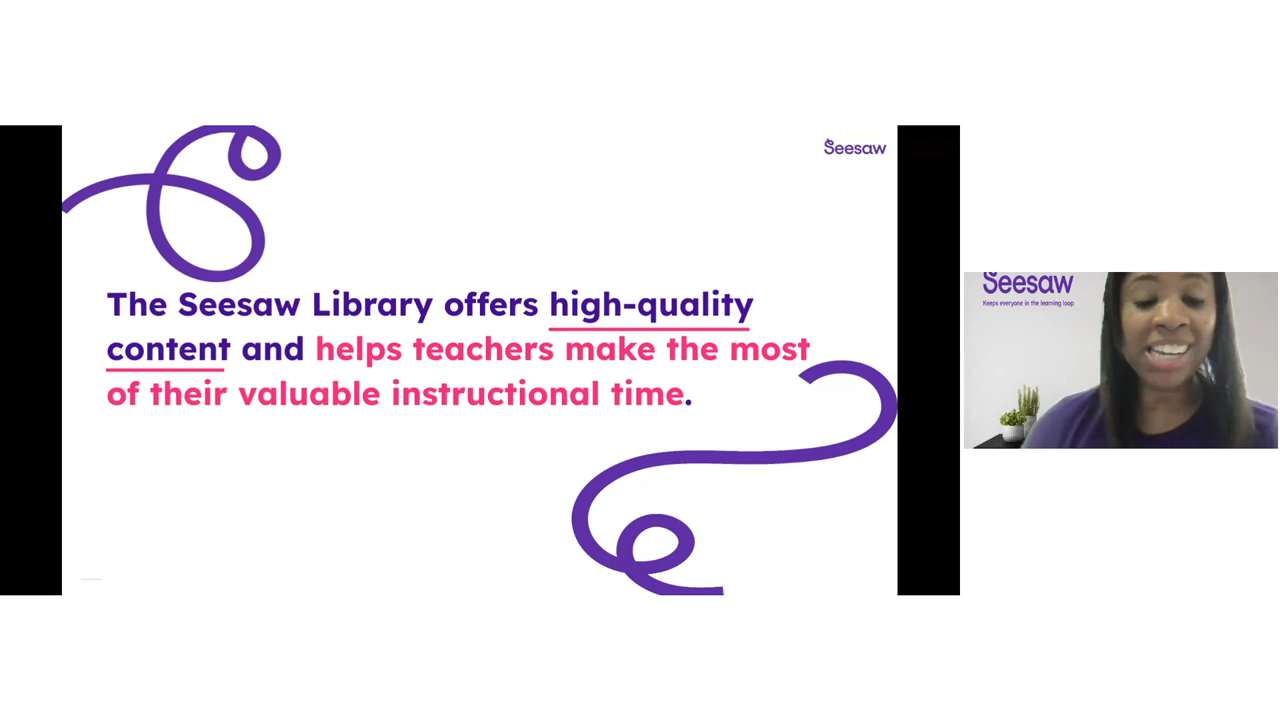 Seesaw
The Seesaw Library offers high-quality
content and helps teachers make the most
of their valuable instructional time.
Seesaw
Keeps everyone in the learning loop